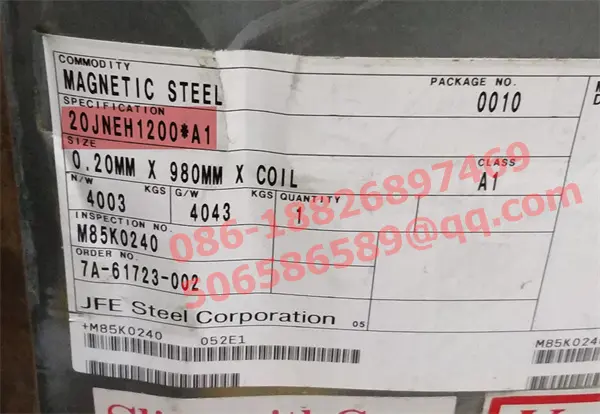 COMMODITY
MAGNETIC STEEL
PACKAGE NO.
0010
SPECIFICATION
20JNEH1200*A1
SIZE
0.20MM X 980MM X COIL
CLASS
A1
N/W KGS G/W KGS QUANTITY
4003 4043 1
INSPECTION NO.
M85K0240
ORDER NO.
7A-61723-002
JFE Steel Corporation 05
+M85K0240 052E1
M85K024
086-18826897469
506586589@qq.com